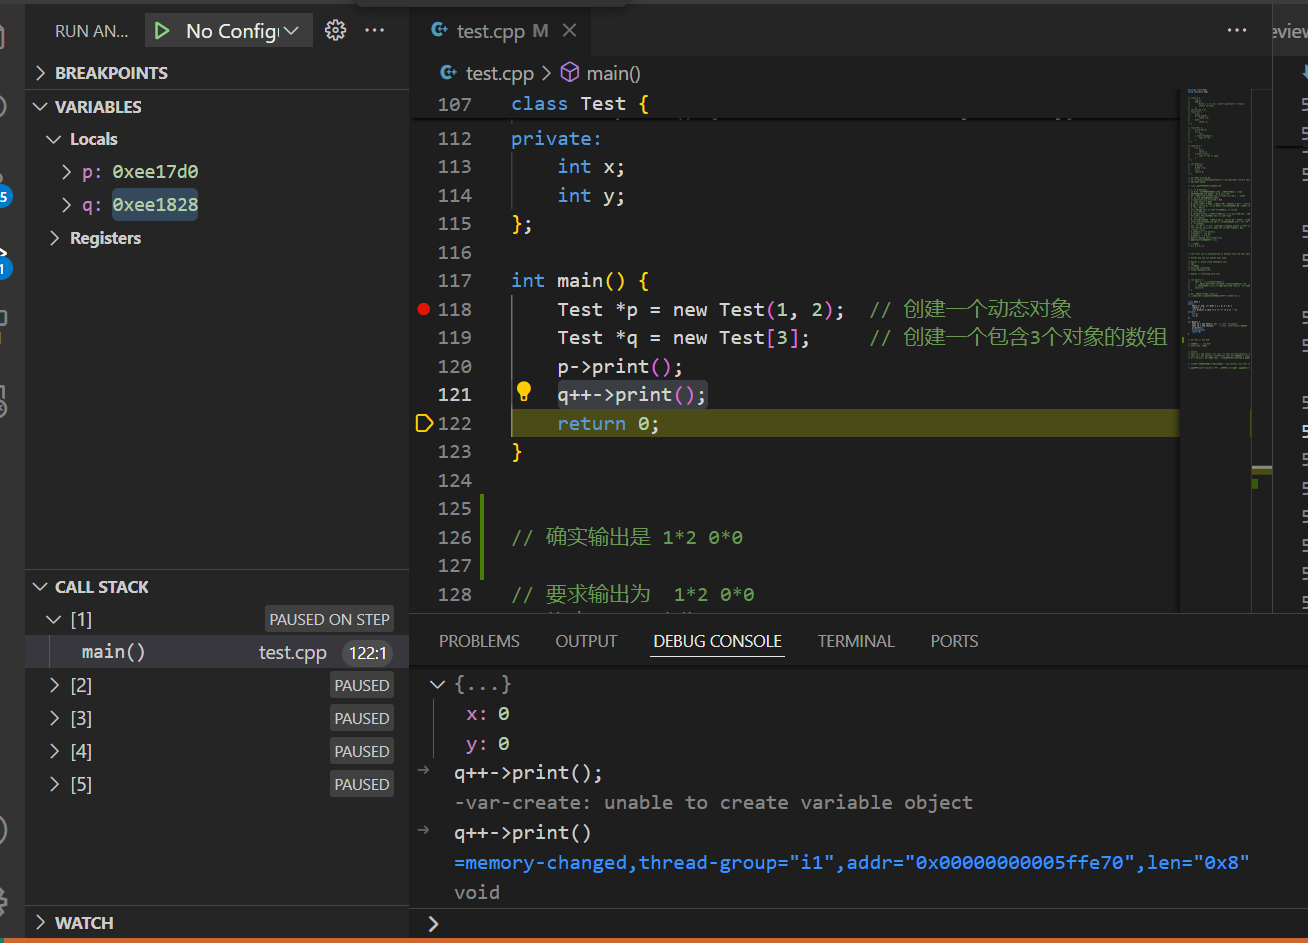 RUN AN...
No Config
BREAKPOINTS
VARIABLES
Locals
p: 0xee17d0
q: 0xee1828
Registers
5
1
CALL STACK
[1] PAUSED ON STEP
main() test.cpp 122:1
[2] PAUSED
[3] PAUSED
[4] PAUSED
[5] PAUSED
WATCH
test.cpp M
test.cpp > main()
107 class Test {
112 private:
113 int x;
114 int y;
115 };
116
117 int main() {
118 Test *p = new Test(1, 2); // 创建一个动态对象
119 Test *q = new Test[3]; // 创建一个包含3个对象的数组
120 p->print();
121 q++->print();
122 return 0;
123 }
124
125
126 // 确实输出是 1*2 0*0
127
128 // 要求输出为 1*2 0*0
PROBLEMS OUTPUT DEBUG CONSOLE TERMINAL PORTS
{...}
x: 0
y: 0
q++->print();
-var-create: unable to create variable object
q++->print()
=memory-changed,thread-group="i1",addr="0x00000000005ffe70",len="0x8"
void